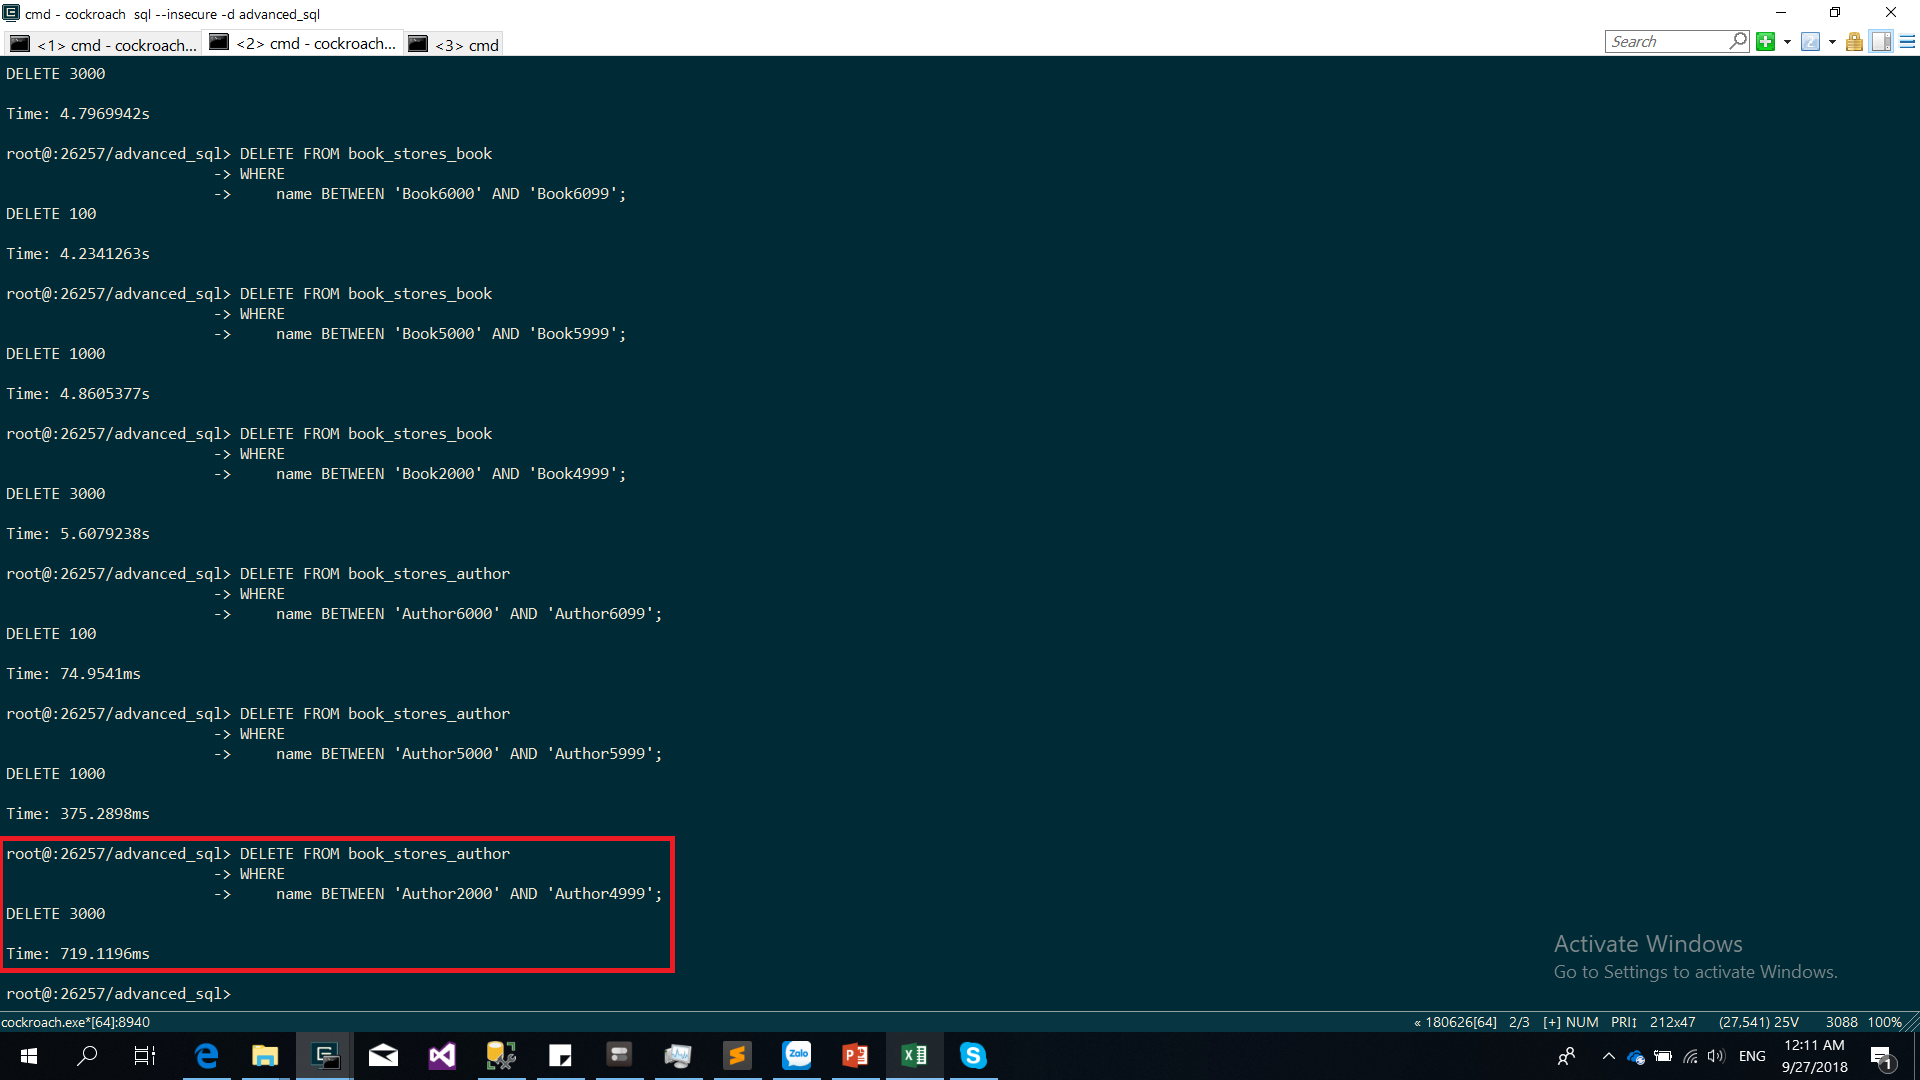 cmd - cockroach  sql --insecure -d advanced_sql
<1> cmd - cockroach...
<2> cmd - cockroach...
<3> cmd
Search
DELETE 3000
Time: 4.7969942s
root@:26257/advanced_sql> DELETE FROM book_stores_book
-> WHERE
->     name BETWEEN 'Book6000' AND 'Book6099';
DELETE 100
Time: 4.2341263s
root@:26257/advanced_sql> DELETE FROM book_stores_book
-> WHERE
->     name BETWEEN 'Book5000' AND 'Book5999';
DELETE 1000
Time: 4.8605377s
root@:26257/advanced_sql> DELETE FROM book_stores_book
-> WHERE
->     name BETWEEN 'Book2000' AND 'Book4999';
DELETE 3000
Time: 5.6079238s
root@:26257/advanced_sql> DELETE FROM book_stores_author
-> WHERE
->     name BETWEEN 'Author6000' AND 'Author6099';
DELETE 100
Time: 74.9541ms
root@:26257/advanced_sql> DELETE FROM book_stores_author
-> WHERE
->     name BETWEEN 'Author5000' AND 'Author5999';
DELETE 1000
Time: 375.2898ms
root@:26257/advanced_sql> DELETE FROM book_stores_author
-> WHERE
->     name BETWEEN 'Author2000' AND 'Author4999';
DELETE 3000
Time: 719.1196ms
root@:26257/advanced_sql>
Activate Windows
Go to Settings to activate Windows.
cockroach.exe*[64]:8940
« 180626[64]  2/3  [+] NUM  PRI↕  212x47  (27,541) 25V  3088  100%
Zalo
ENG
12:11 AM
9/27/2018
1